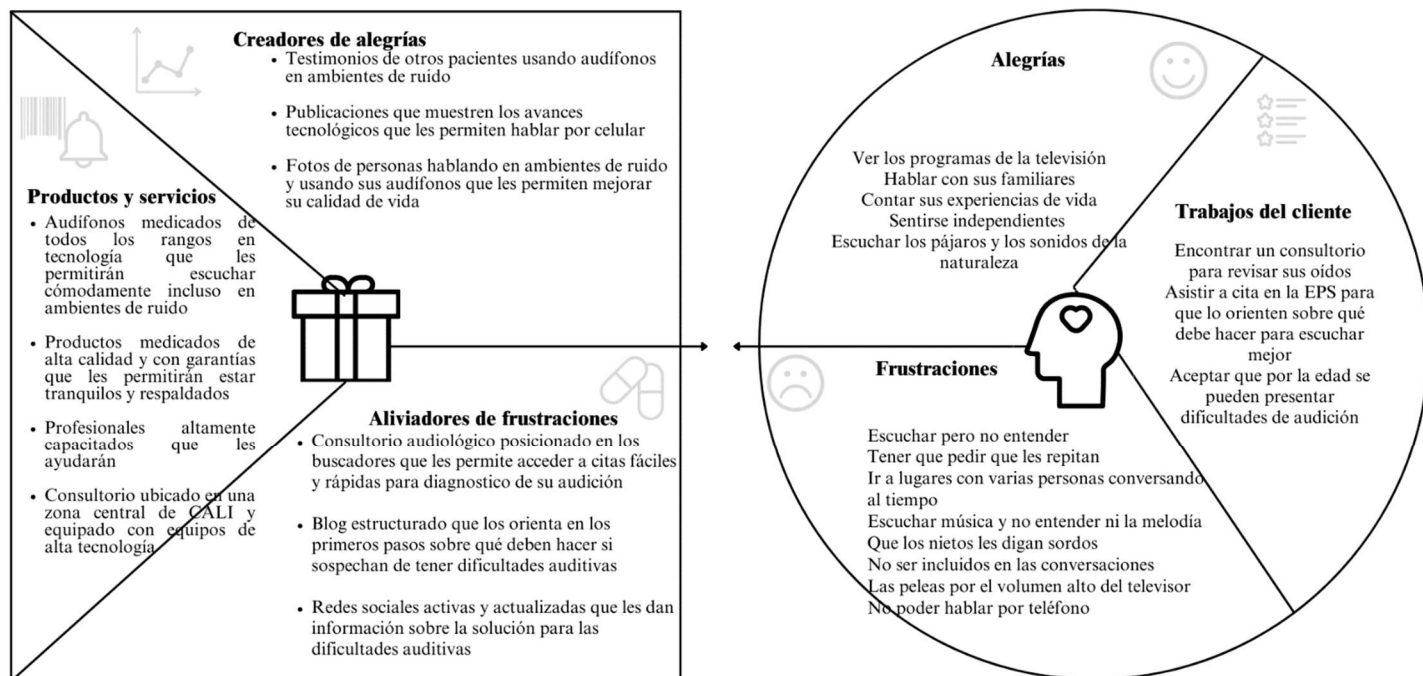 Creadores de alegrías
• Testimonios de otros pacientes usando audífonos
en ambientes de ruido
• Publicaciones que muestren los avances
tecnológicos que les permiten hablar por celular
• Fotos de personas hablando en ambientes de ruido
y usando sus audífonos que les permiten mejorar
su calidad de vida
Productos y servicios
• Audífonos medicados de
todos los rangos en
tecnología que les
permitirán escuchar
cómodamente incluso en
ambientes de ruido
• Productos medicados de
alta calidad y con garantías
que les permitirán estar
tranquilos y respaldados
• Profesionales altamente
capacitados que les
ayudarán
• Consultorio ubicado en una
zona central de CALI y
equipado con equipos de
alta tecnología
Aliviadores de frustraciones
• Consultorio audiológico posicionado en los
buscadores que les permite acceder a citas fáciles
y rápidas para diagnostico de su audición
• Blog estructurado que los orienta en los
primeros pasos sobre qué deben hacer si
sospechan de tener dificultades auditivas
• Redes sociales activas y actualizadas que les dan
información sobre la solución para las
dificultades auditivas
Alegrías
Ver los programas de la televisión
Hablar con sus familiares
Contar sus experiencias de vida
Sentirse independientes
Escuchar los pájaros y los sonidos de la
naturaleza
Trabajos del cliente
Encontrar un consultorio
para revisar sus oídos
Asistir a cita en la EPS para
que lo orienten sobre qué
debe hacer para escuchar
mejor
Aceptar que por la edad se
pueden presentar
dificultades de audición
Frustraciones
Escuchar pero no entender
Tener que pedir que les repitan
Ir a lugares con varias personas conversando
al tiempo
Escuchar música y no entender ni la melodía
Que los nietos les digan sordos
No ser incluidos en las conversaciones
Las peleas por el volumen alto del televisor
No poder hablar por teléfono